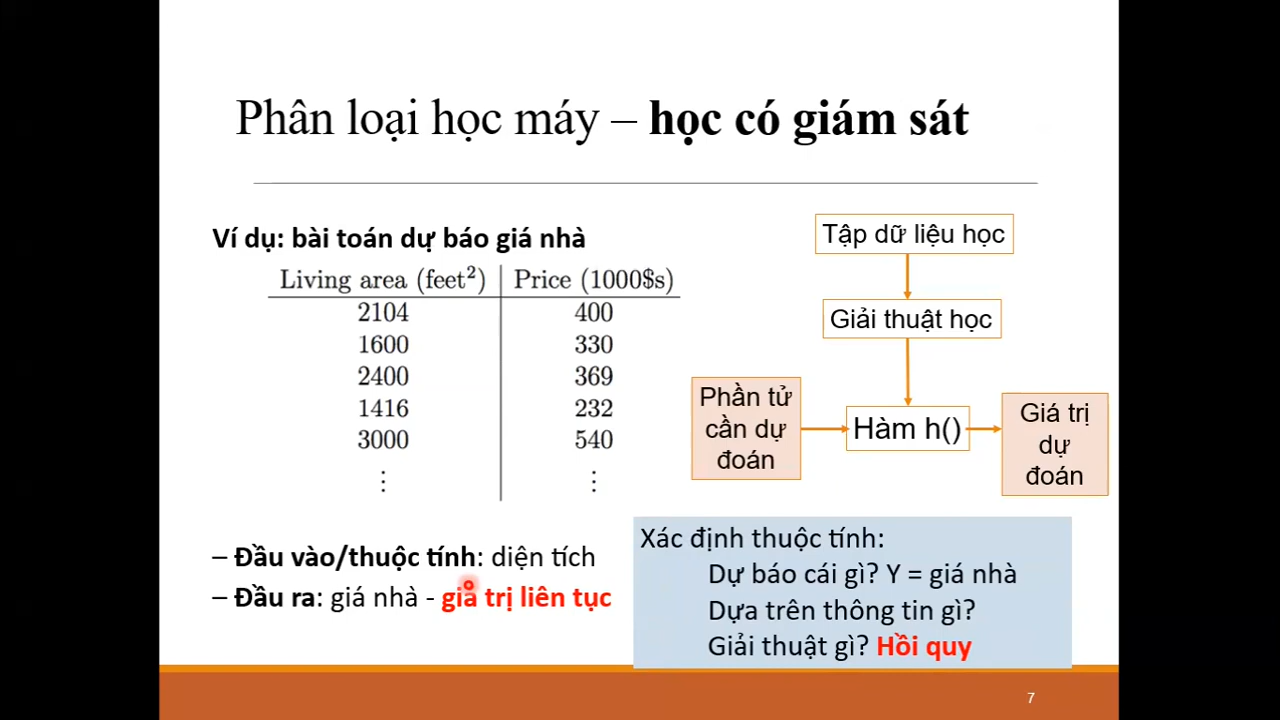 Phân loại học máy – học có giám sát
Ví dụ: bài toán dự báo giá nhà
Living area (feet²) Price (1000$s)
2104 400
1600 330
2400 369
1416 232
3000 540
⋮ ⋮
– Đầu vào/thuộc tính: diện tích
– Đầu ra: giá nhà - giá trị liên tục
Tập dữ liệu học
Giải thuật học
Phần tử
cần dự
đoán
Hàm h()
Giá trị
dự
đoán
Xác định thuộc tính:
Dự báo cái gì? Y = giá nhà
Dựa trên thông tin gì?
Giải thuật gì? Hồi quy
7